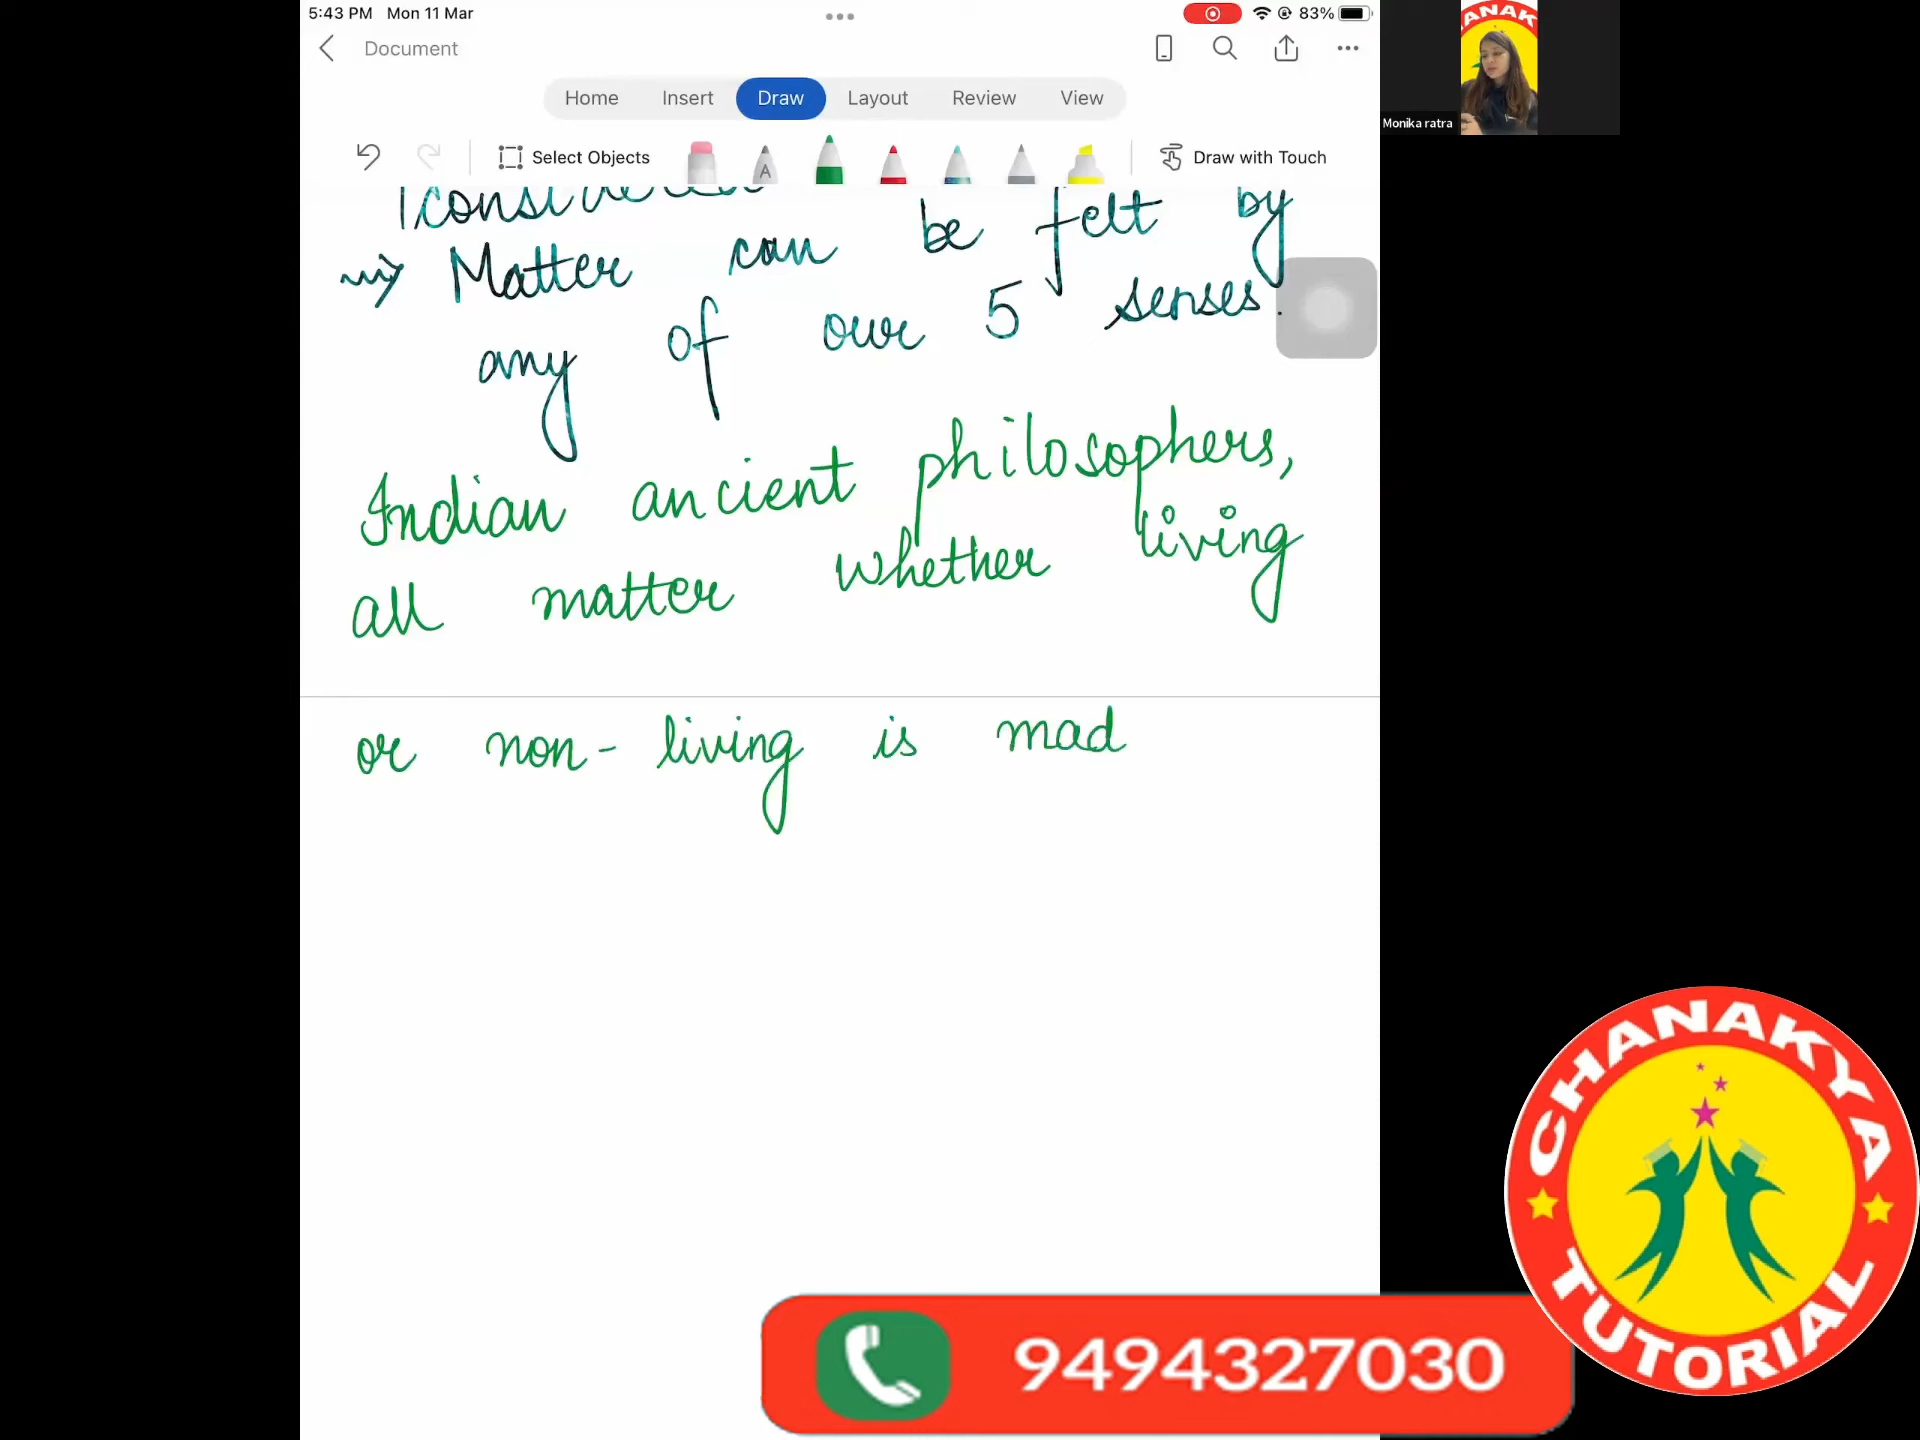 5:43 PM Mon 11 Mar
83%
Document
Home Insert Draw Layout Review View
Select Objects
A
Draw with Touch
Monika ratra
Matter can be felt by
any of our 5 senses.
Indian ancient philosophers,
all matter whether living
or non-living is mad
9494327030
CHANAKYA
TUTORIAL